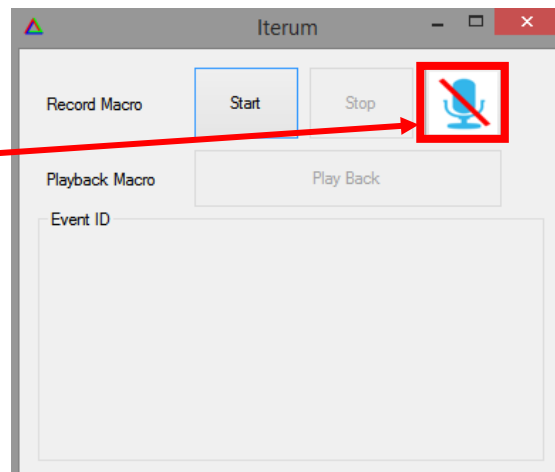 Iterum
Record Macro Start Stop
Playback Macro Play Back
Event ID